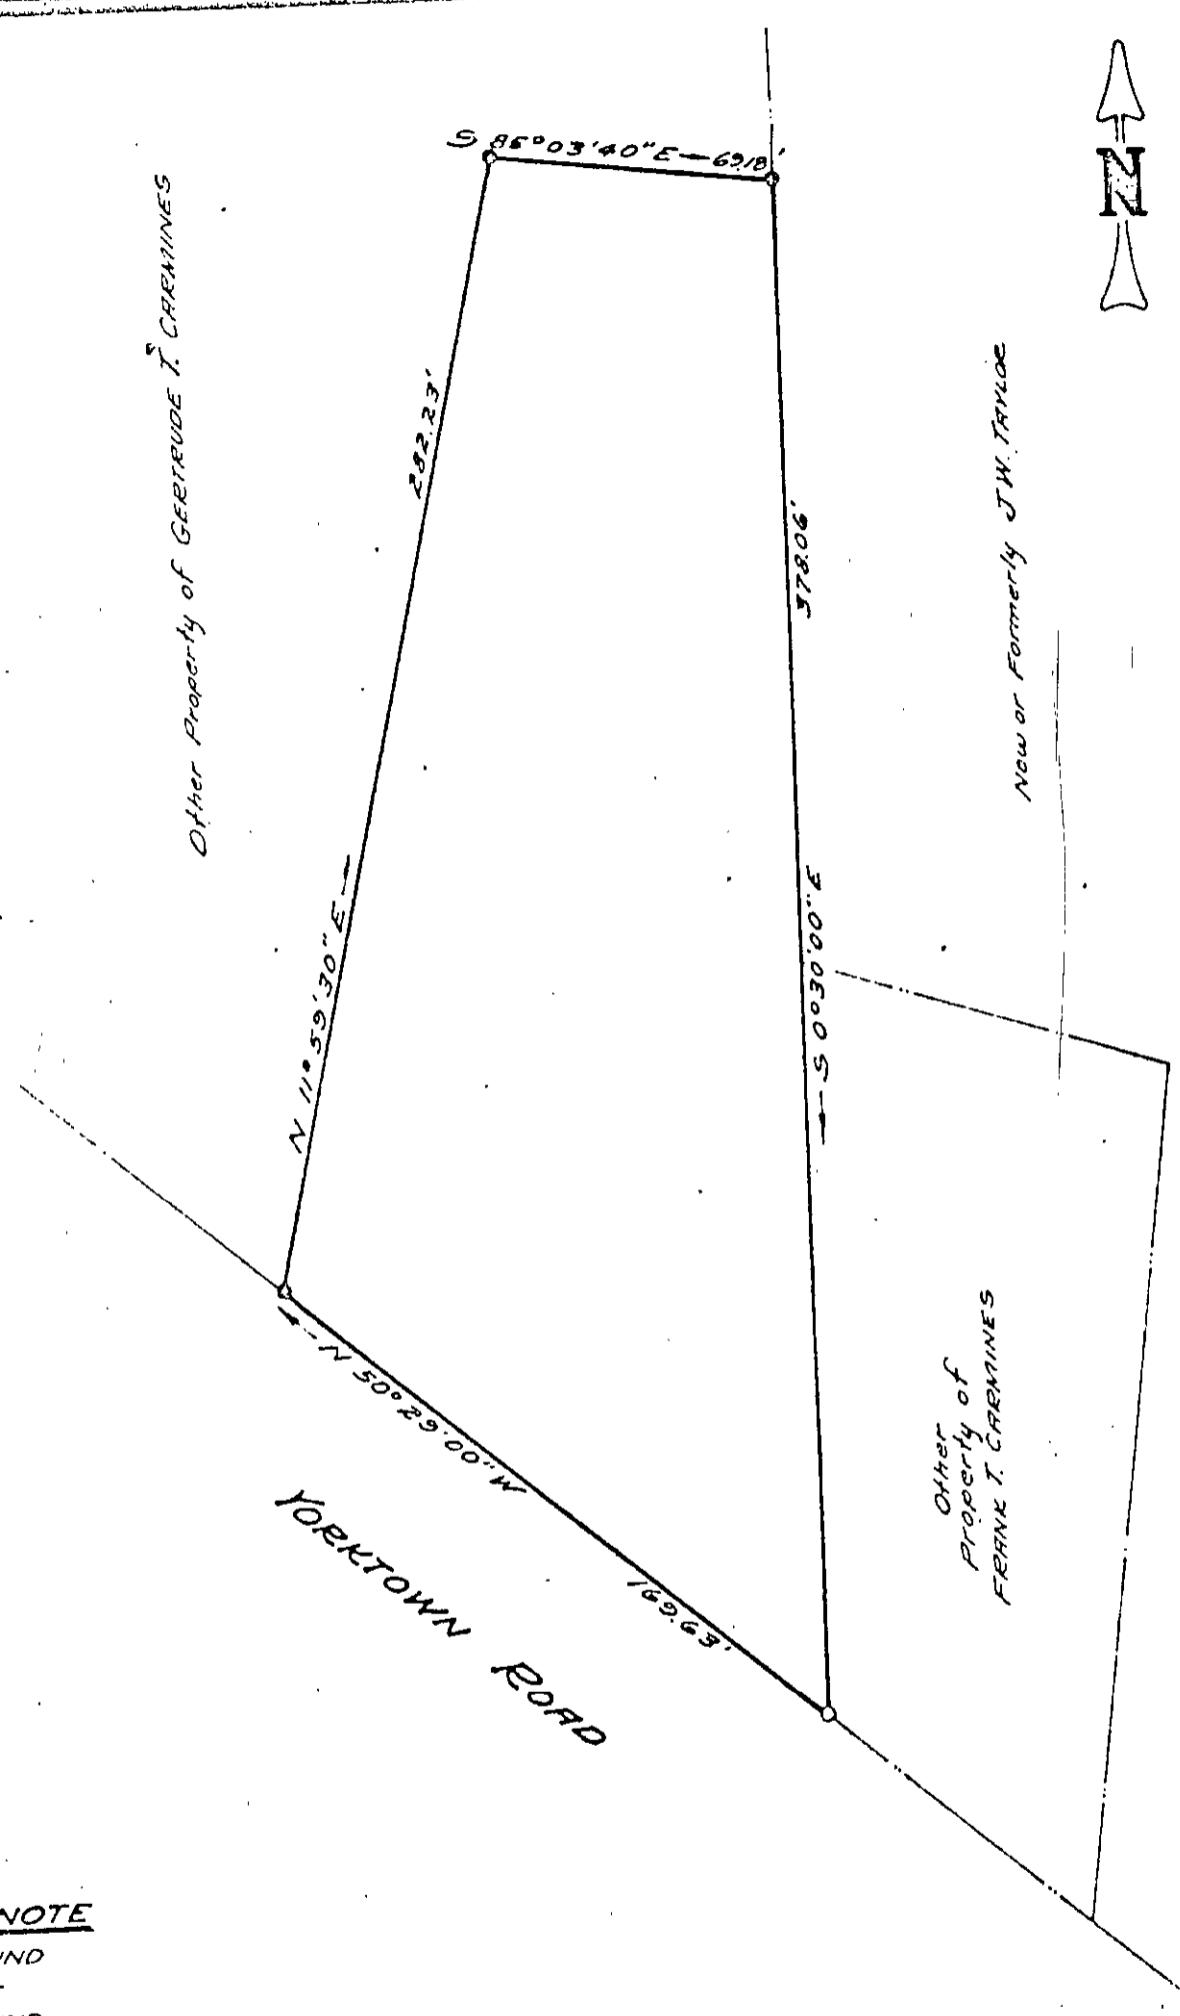 S 85°03'40"E — 69.18'
N
Other Property of GERTRUDE T. CARMINES
282.23'
N 11°59'30"E
378.06'
S 0°30'00"E
Now or Formerly J W. TAYLOE
N 50°29'00"W
169.63'
YORKTOWN ROAD
Other
Property of
FRANK T. CARMINES
NOTE